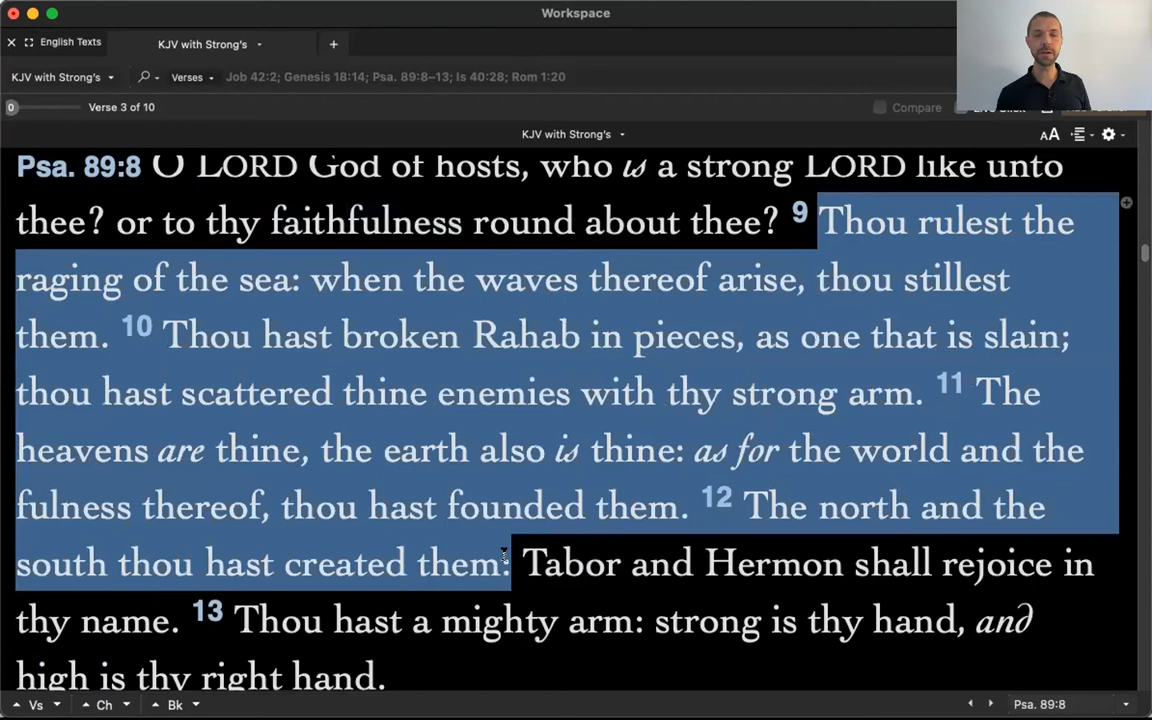 Workspace
English Texts
KJV with Strong's
+
KJV with Strong's
Verses
Job 42:2; Genesis 18:14; Psa. 89:8–13; Is 40:28; Rom 1:20
0
Verse 3 of 10
Compare
KJV with Strong's
AA
Psa. 89:8 O LORD God of hosts, who is a strong LORD like unto
thee? or to thy faithfulness round about thee? 9 Thou rulest the
raging of the sea: when the waves thereof arise, thou stillest
them. 10 Thou hast broken Rahab in pieces, as one that is slain;
thou hast scattered thine enemies with thy strong arm. 11 The
heavens are thine, the earth also is thine: as for the world and the
fulness thereof, thou hast founded them. 12 The north and the
south thou hast created them: Tabor and Hermon shall rejoice in
thy name. 13 Thou hast a mighty arm: strong is thy hand, and
high is thy right hand.
Vs
Ch
Bk
Psa. 89:8